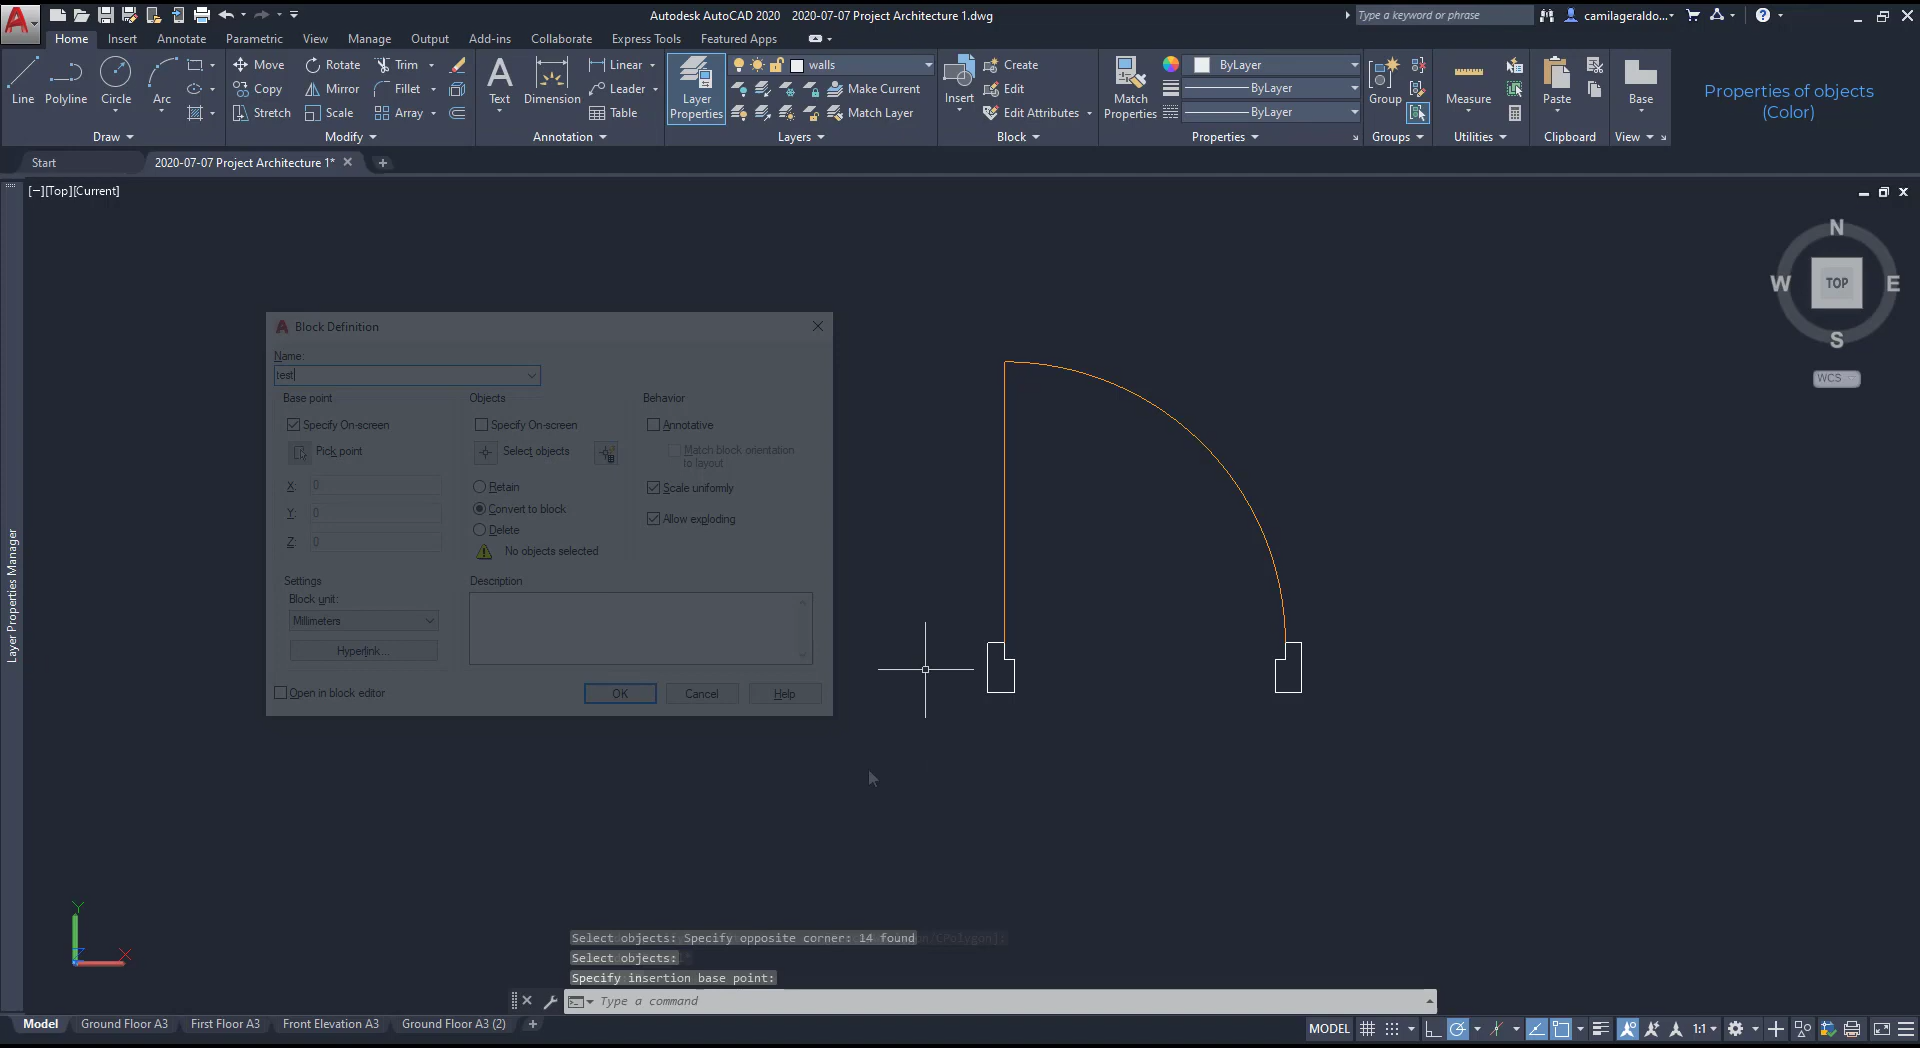 Autodesk AutoCAD 2020 2020-07-07 Project Architecture 1.dwg
Type a keyword or phrase
camilageraldo...
Home Insert Annotate Parametric View Manage Output Add-ins Collaborate Express Tools Featured Apps
Line
Polyline
Circle
Arc
Draw
Move
Copy
Stretch
Rotate
Mirror
Scale
Trim
Fillet
Array
Modify
Text
Dimension
Linear
Leader
Table
Annotation
Layer
Properties
walls
Make Current
Match Layer
Layers
Insert
Create
Edit
Edit Attributes
Block
Match
Properties
ByLayer
ByLayer
ByLayer
Properties
Group
Groups
Measure
Utilities
Paste
Clipboard
Base
View
Properties of objects
(Color)
Start
2020-07-07 Project Architecture 1*
[−][Top][Current]
N
W
TOP
E
S
WCS
Layer Properties Manager
Block Definition
Name:
test
Base point
Specify On-screen
Pick point
X: 0
Y: 0
Z: 0
Objects
Specify On-screen
Select objects
Retain
Convert to block
Delete
No objects selected
Behavior
Annotative
Match block orientation
to layout
Scale uniformly
Allow exploding
Settings
Block unit:
Millimeters
Hyperlink...
Description
Open in block editor
OK
Cancel
Help
Y
X
Select objects: Specify opposite corner: 14 found
Select objects:
Specify insertion base point:
Type a command
Model Ground Floor A3 First Floor A3 Front Elevation A3 Ground Floor A3 (2)
MODEL
1:1